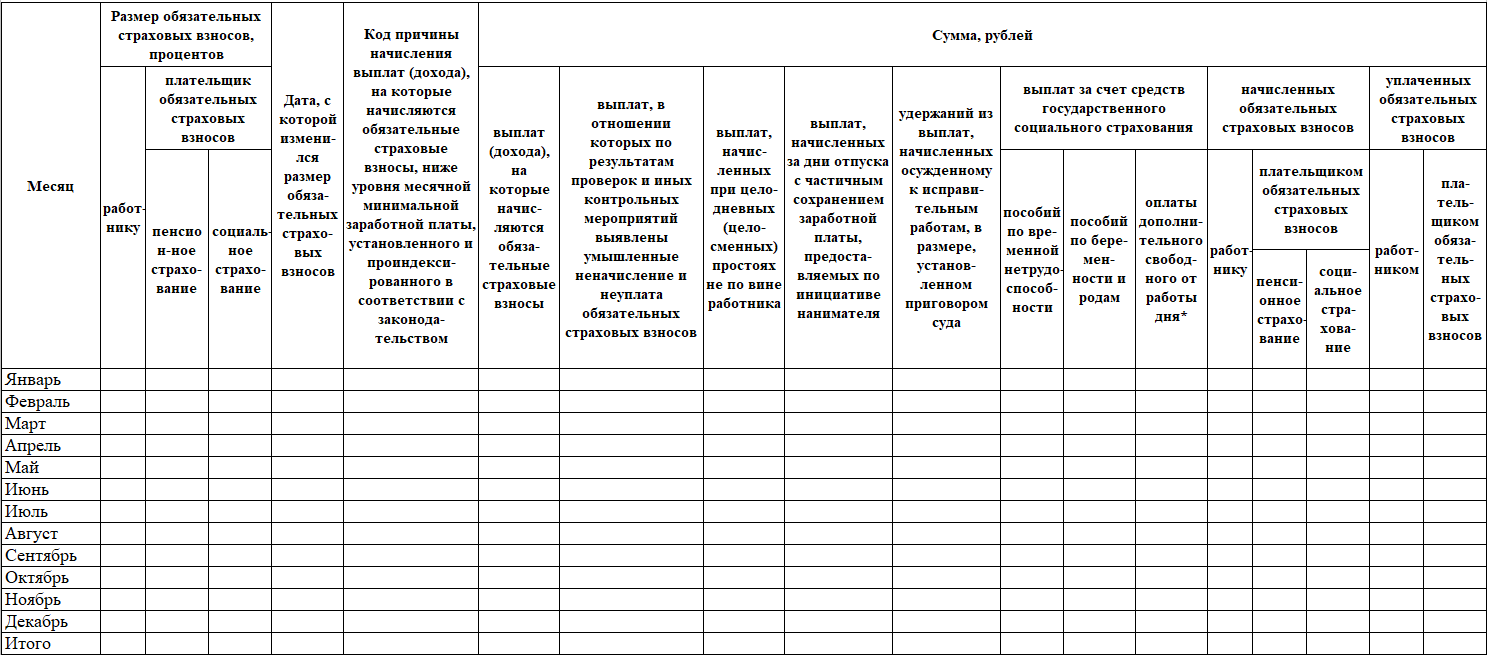 Месяц
Размер обязательных
страховых взносов,
процентов
работ-
нику
плательщик
обязательных
страховых
взносов
пенсио
н-ное
страхо-
вание
социаль-
ное
страхо-
вание
Дата, с
которой
измени-
лся
размер
обяза-
тельных
страхо-
вых
взносов
Код причины
начисления
выплат (дохода),
на которые
начисляются
обязательные
страховые
взносы, ниже
уровня месячной
минимальной
заработной платы,
установленного и
проиндекси-
рованного в
соответствии с
законода-
тельством
Сумма, рублей
выплат
(дохода),
на
которые
начис-
ляются
обяза-
тельные
страховые
взносы
выплат, в
отношении
которых по
результатам
проверок и иных
контрольных
мероприятий
выявлены
умышленные
неначисление и
неуплата
обязательных
страховых взносов
выплат,
начис-
ленных
при цело-
дневных
(цело-
сменных)
простоях
не по вине
работника
выплат,
начисленных
за дни отпуска
с частичным
сохранением
заработной
платы,
предоста-
вляемых по
инициативе
нанимателя
удержаний из
выплат,
начисленных
осужденному
к исправи-
тельным
работам, в
размере,
установ-
ленном
приговором
суда
выплат за счет средств
государственного
социального страхования
пособий
по вре-
менной
нетрудо-
способ-
ности
пособий
по бере-
мен-
ности и
родам
оплаты
дополни-
тельного
свобод-
ного от
работы
дня*
начисленных
обязательных
страховых взносов
работ-
нику
плательщиком
обязательных
страховых
взносов
пенси-
онное
страхо-
вание
соци-
альное
стра-
хова-
ние
уплаченных
обязательных
страховых
взносов
работ-
ником
пла-
тель-
щиком
обяза-
тель-
ных
страхо-
вых
взносов
Январь
Февраль
Март
Апрель
Май
Июнь
Июль
Август
Сентябрь
Октябрь
Ноябрь
Декабрь
Итого